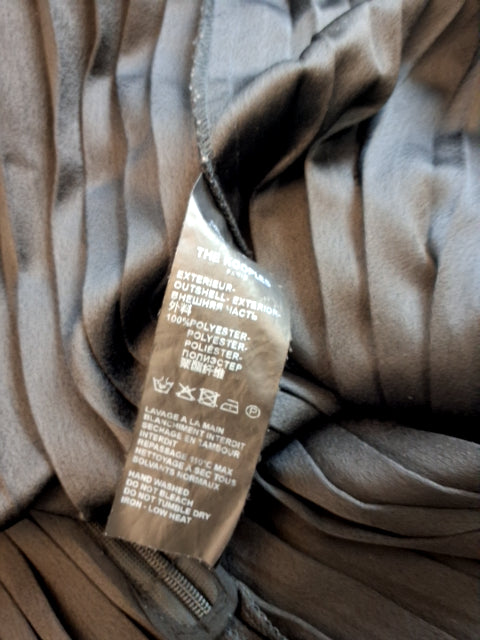 THE KOOPLES
EXTERIEUR-
OUTSHELL- EXTERIOR-
ВНЕШНЯЯ ЧАСТЬ
外料
100%POLYESTER-
POLYESTER-
POLIÉSTER-
ПОЛИЭСТЕР
聚酯纤维
P
LAVAGE A LA MAIN
BLANCHIMENT INTERDIT
SECHAGE EN TAMBOUR
INTERDIT
REPASSAGE 110°C MAX
NETTOYAGE A SEC TOUS
SOLVANTS NORMAUX
HAND WASHED
DO NOT BLEACH
DO NOT TUMBLE DRY
IRON - LOW HEAT